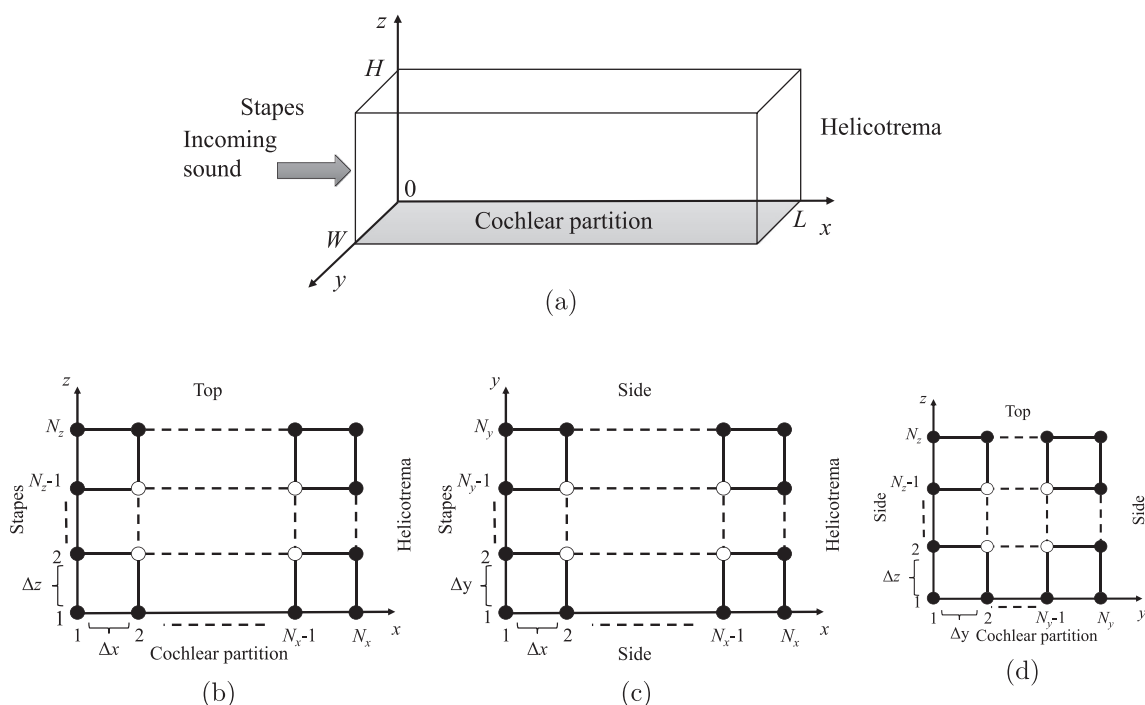 z
H
Stapes
Incoming
sound
Helicotrema
0
Cochlear partition
W
L
x
y
(a)
z
Top
N_z
N_z-1
Stapes
Helicotrema
2
Δz
1
1
2
N_x-1
N_x
x
Δx
Cochlear partition
(b)
y
Side
N_y
N_y-1
Stapes
Helicotrema
2
Δy
1
1
2
N_x-1
N_x
x
Δx
Side
(c)
z
Top
N_z
N_z-1
Side
Side
2
Δz
1
1
2
N_y-1
N_y
y
Δy
Cochlear partition
(d)